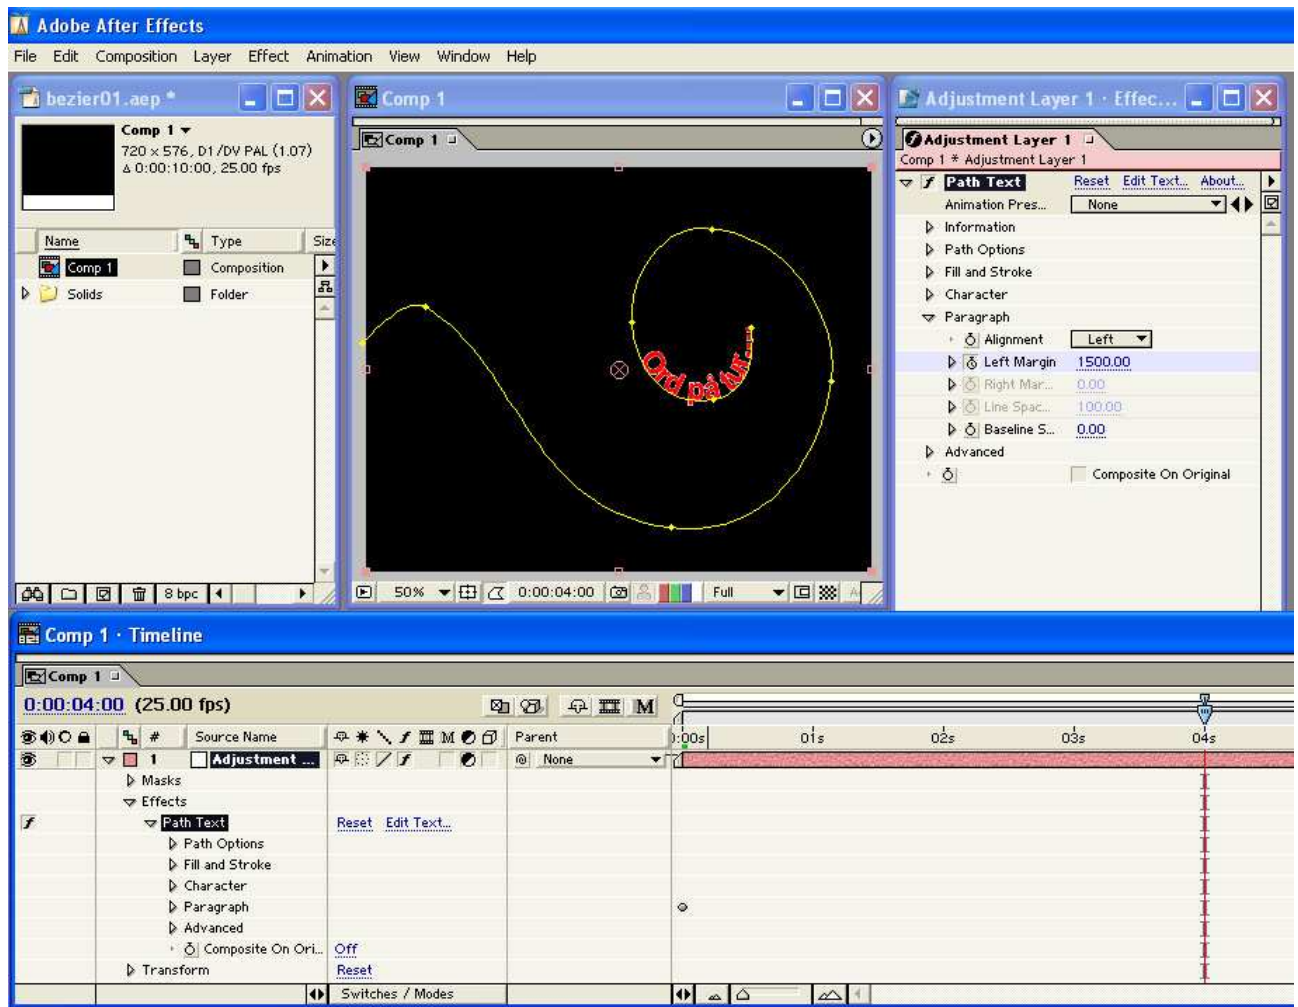 Adobe After Effects
File Edit Composition Layer Effect Animation View Window Help
bezier01.aep *
Comp 1
720 x 576, D1/DV PAL (1.07)
Δ 0:00:10:00, 25.00 fps
Name Type Size
Comp 1 Composition
Solids Folder
8 bpc
Comp 1
Comp 1
Ord på tur....
50% 0:00:04:00 Full
Adjustment Layer 1 · Effec...
Adjustment Layer 1
Comp 1 * Adjustment Layer 1
Path Text Reset Edit Text... About...
Animation Pres... None
Information
Path Options
Fill and Stroke
Character
Paragraph
Alignment Left
Left Margin 1500.00
Right Mar... 0.00
Line Spac... 100.00
Baseline S... 0.00
Advanced
Composite On Original
Comp 1 · Timeline
Comp 1
0:00:04:00 (25.00 fps)
# Source Name Parent
):00s 01s 02s 03s 04s
1 Adjustment ... None
Masks
Effects
Path Text Reset Edit Text...
Path Options
Fill and Stroke
Character
Paragraph
Advanced
Composite On Ori... Off
Transform Reset
Switches / Modes